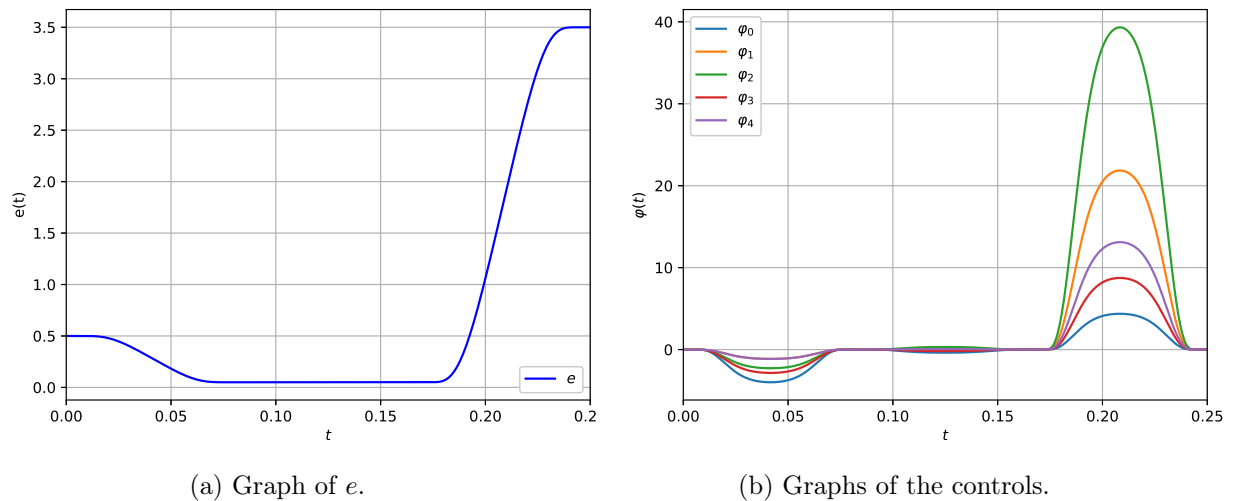 3.5
3.0
2.5
2.0
1.5
1.0
0.5
0.0
e(t)
0.00 0.05 0.10 0.15 0.20 0.2
t
e
(a) Graph of e.
40
30
20
10
0
φ(t)
φ₀
φ₁
φ₂
φ₃
φ₄
0.00 0.05 0.10 0.15 0.20 0.25
t
(b) Graphs of the controls.